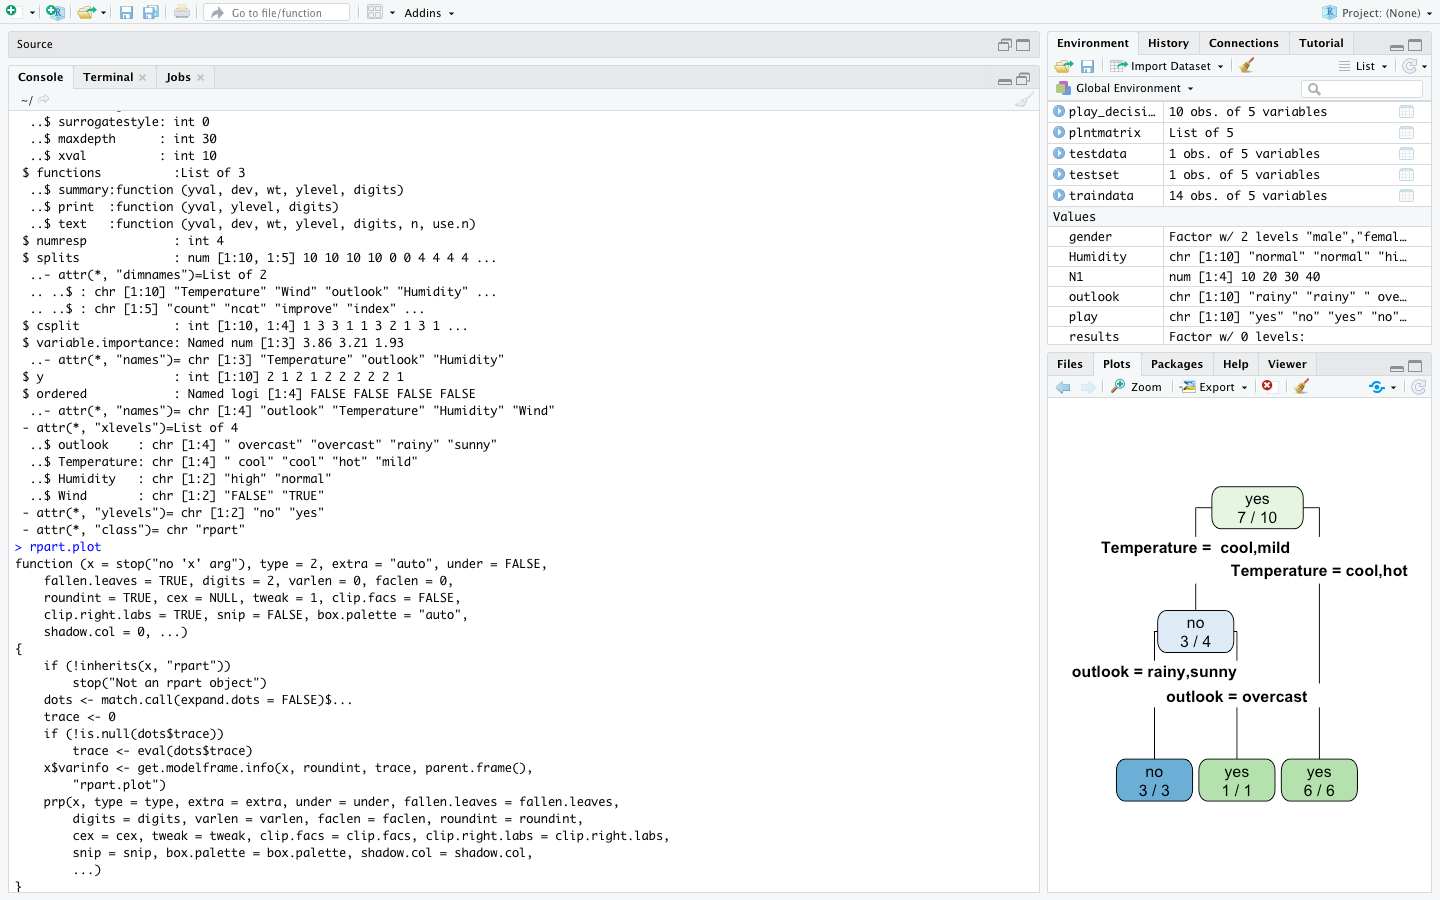 Go to file/function
Addins
Project: (None)
Source
Console
Terminal
Jobs
~/
..$ surrogatestyle: int 0
..$ maxdepth      : int 30
..$ xval          : int 10
$ functions          :List of 3
..$ summary:function (yval, dev, wt, ylevel, digits)
..$ print  :function (yval, ylevel, digits)
..$ text   :function (yval, dev, wt, ylevel, digits, n, use.n)
$ numresp            : int 4
$ splits             : num [1:10, 1:5] 10 10 10 10 0 0 4 4 4 4 ...
..- attr(*, "dimnames")=List of 2
.. ..$ : chr [1:10] "Temperature" "Wind" "outlook" "Humidity" ...
.. ..$ : chr [1:5] "count" "ncat" "improve" "index" ...
$ csplit             : int [1:10, 1:4] 1 3 3 1 1 3 2 1 3 1 ...
$ variable.importance: Named num [1:3] 3.86 3.21 1.93
..- attr(*, "names")= chr [1:3] "Temperature" "outlook" "Humidity"
$ y                  : int [1:10] 2 1 2 1 2 2 2 2 2 1
$ ordered            : Named logi [1:4] FALSE FALSE FALSE FALSE
..- attr(*, "names")= chr [1:4] "outlook" "Temperature" "Humidity" "Wind"
- attr(*, "xlevels")=List of 4
..$ outlook    : chr [1:4] " overcast" "overcast" "rainy" "sunny"
..$ Temperature: chr [1:4] " cool" "cool" "hot" "mild"
..$ Humidity   : chr [1:2] "high" "normal"
..$ Wind       : chr [1:2] "FALSE" "TRUE"
- attr(*, "ylevels")= chr [1:2] "no" "yes"
- attr(*, "class")= chr "rpart"
> rpart.plot
function (x = stop("no 'x' arg"), type = 2, extra = "auto", under = FALSE,
    fallen.leaves = TRUE, digits = 2, varlen = 0, faclen = 0,
    roundint = TRUE, cex = NULL, tweak = 1, clip.facs = FALSE,
    clip.right.labs = TRUE, snip = FALSE, box.palette = "auto",
    shadow.col = 0, ...)
{
    if (!inherits(x, "rpart"))
        stop("Not an rpart object")
    dots <- match.call(expand.dots = FALSE)$...
    trace <- 0
    if (!is.null(dots$trace))
        trace <- eval(dots$trace)
    x$varinfo <- get.modelframe.info(x, roundint, trace, parent.frame(),
        "rpart.plot")
    prp(x, type = type, extra = extra, under = under, fallen.leaves = fallen.leaves,
        digits = digits, varlen = varlen, faclen = faclen, roundint = roundint,
        cex = cex, tweak = tweak, clip.facs = clip.facs, clip.right.labs = clip.right.labs,
        snip = snip, box.palette = box.palette, shadow.col = shadow.col,
        ...)
}
Environment
History
Connections
Tutorial
Import Dataset
List
Global Environment
play_decisi… 10 obs. of 5 variables
plntmatrix List of 5
testdata 1 obs. of 5 variables
testset 1 obs. of 5 variables
traindata 14 obs. of 5 variables
Values
gender Factor w/ 2 levels "male","femal…
Humidity chr [1:10] "normal" "normal" "hi…
N1 num [1:4] 10 20 30 40
outlook chr [1:10] "rainy" "rainy" " ove…
play chr [1:10] "yes" "no" "yes" "no"…
results Factor w/ 0 levels:
Files
Plots
Packages
Help
Viewer
Zoom
Export
yes
7 / 10
Temperature =  cool,mild
Temperature = cool,hot
no
3 / 4
outlook = rainy,sunny
outlook = overcast
no
3 / 3
yes
1 / 1
yes
6 / 6